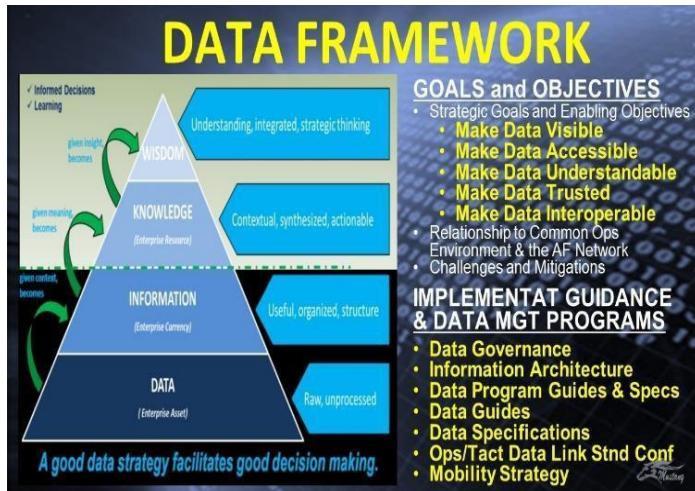 DATA FRAMEWORK
✓ Informed Decisions
✓ Learning
given insight,
becomes
WISDOM
Understanding, integrated, strategic thinking
given meaning,
becomes
KNOWLEDGE
(Enterprise Resource)
Contextual, synthesized, actionable
given context,
becomes
INFORMATION
(Enterprise Currency)
Useful, organized, structure
DATA
( Enterprise Asset)
Raw, unprocessed
A good data strategy facilitates good decision making.
GOALS and OBJECTIVES
• Strategic Goals and Enabling Objectives
• Make Data Visible
• Make Data Accessible
• Make Data Understandable
• Make Data Trusted
• Make Data Interoperable
• Relationship to Common Ops
Environment & the AF Network
• Challenges and Mitigations
IMPLEMENTAT GUIDANCE
& DATA MGT PROGRAMS
• Data Governance
• Information Architecture
• Data Program Guides & Specs
• Data Guides
• Data Specifications
• Ops/Tact Data Link Stnd Conf
• Mobility Strategy
Mustang